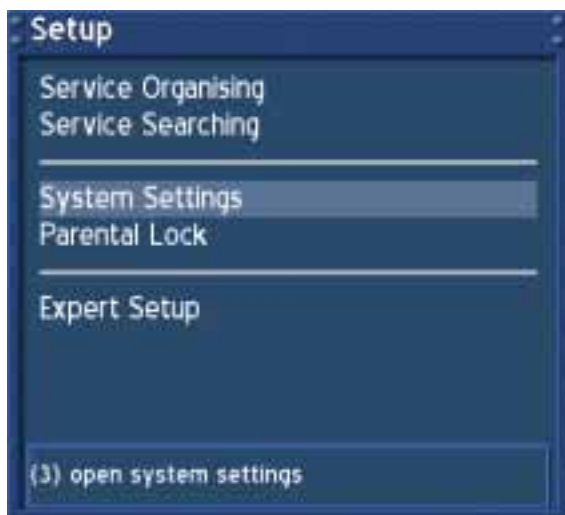 Setup
Service Organising
Service Searching
System Settings
Parental Lock
Expert Setup
(3) open system settings